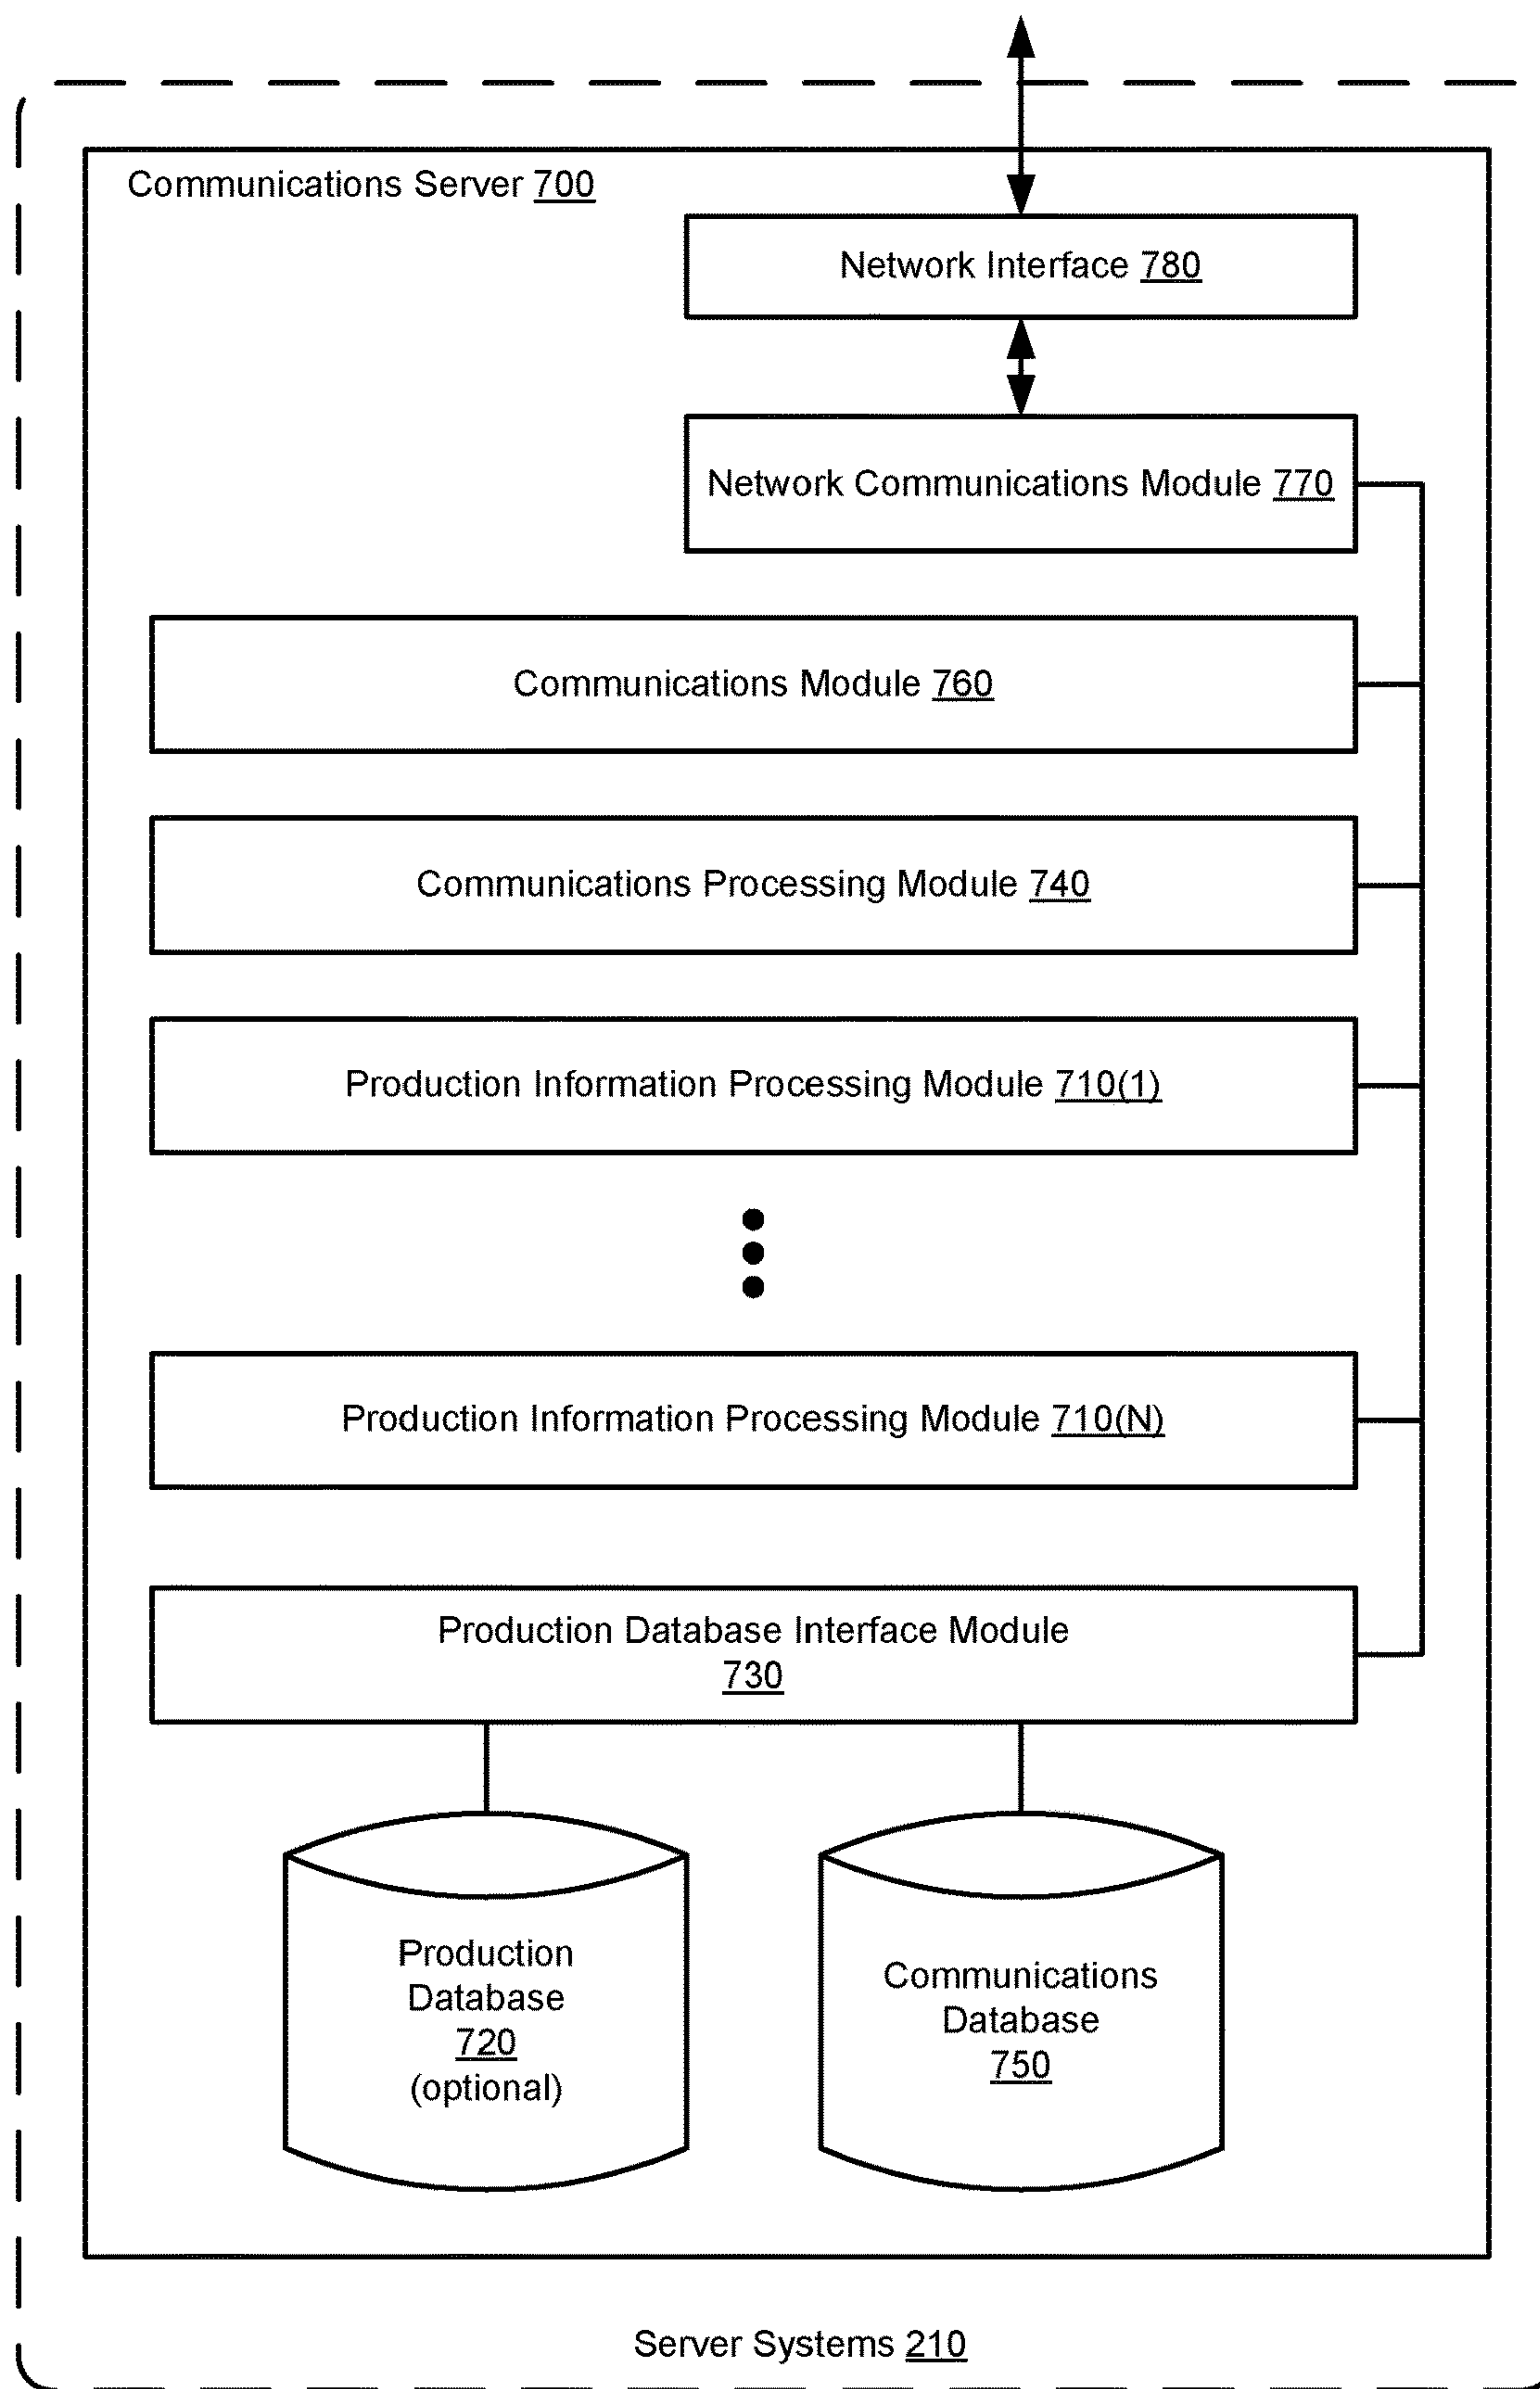 Communications Server 700
Network Interface 780
Network Communications Module 770
Communications Module 760
Communications Processing Module 740
Production Information Processing Module 710(1)
Production Information Processing Module 710(N)
Production Database Interface Module
730
Production
Database
720
(optional)
Communications
Database
750
Server Systems 210